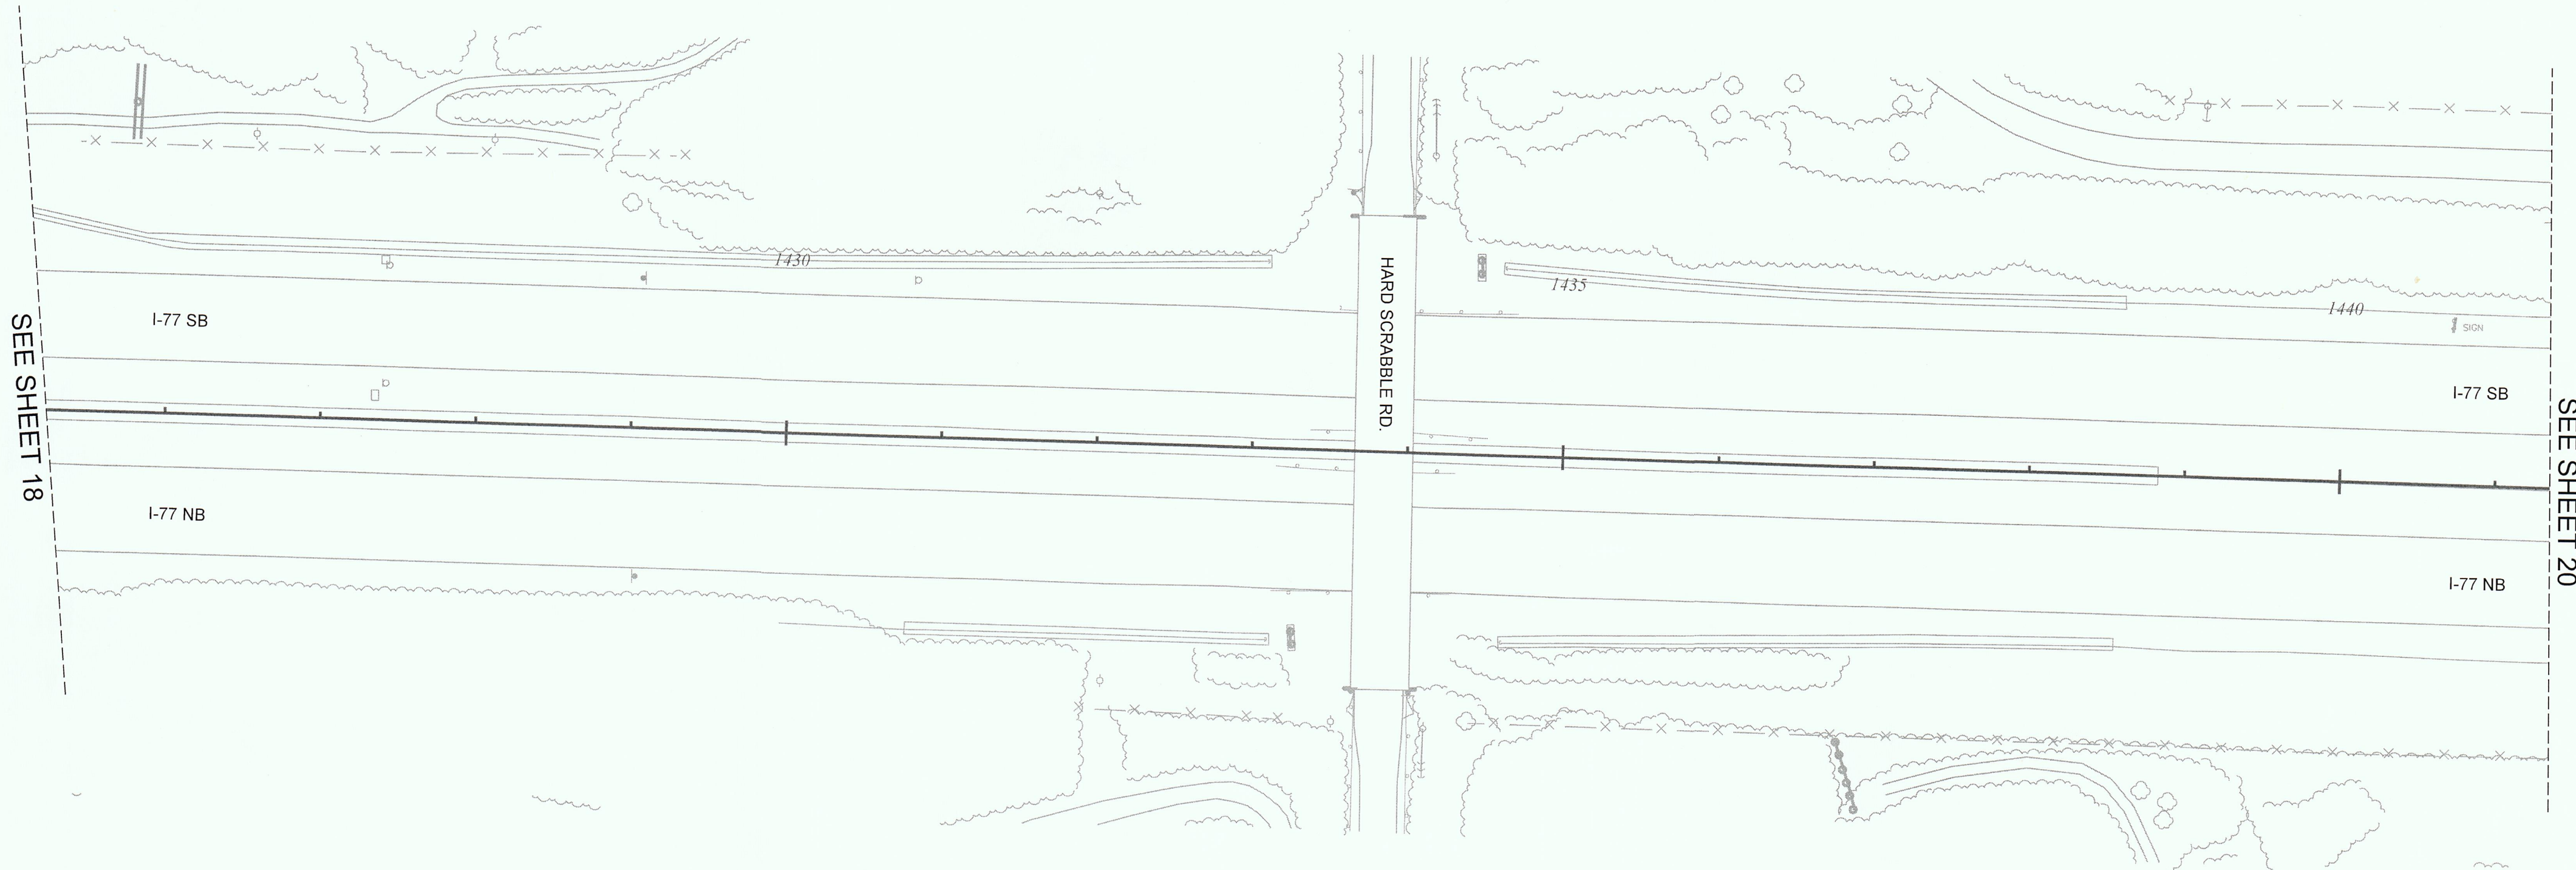 1430
1435
1440
SIGN
I-77 SB
I-77 SB
I-77 NB
I-77 NB
HARD SCRABBLE RD.
SEE SHEET 18
SEE SHEET 20